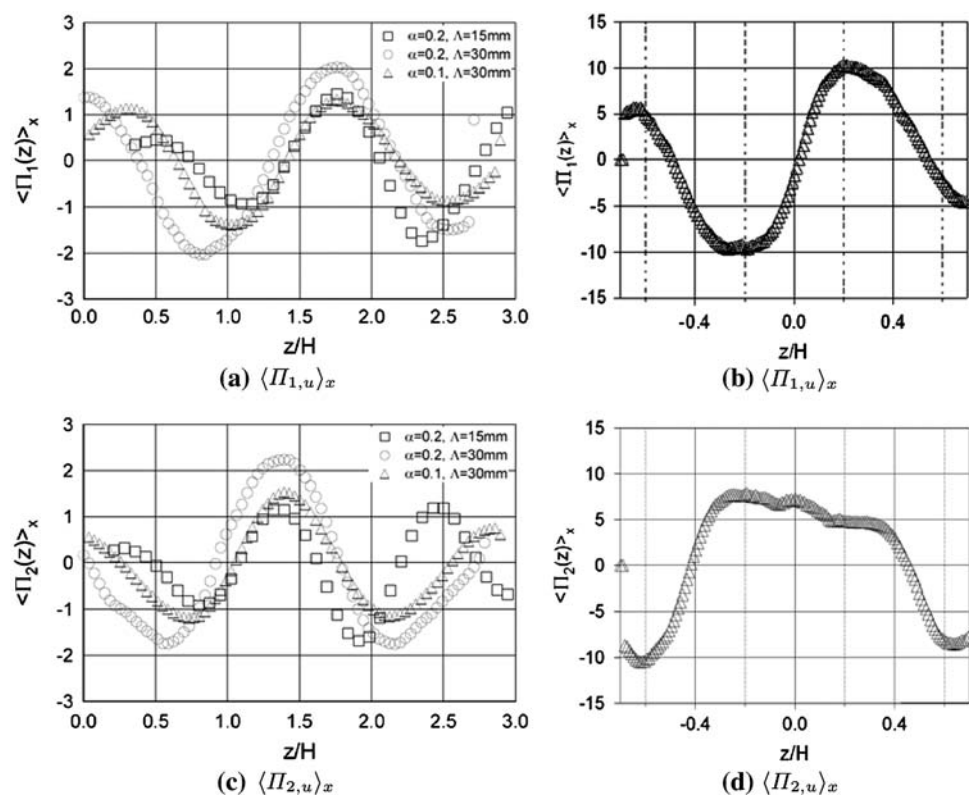 3
2
1
0
-1
-2
-3
<Π₁(z)>ₓ
□ α=0.2, Λ=15mm
○ α=0.2, Λ=30mm
△ α=0.1, Λ=30mm
0.0 0.5 1.0 1.5 2.0 2.5 3.0
z/H
(a) ⟨Π₁,ᵤ⟩ₓ
15
10
5
0
-5
-10
-15
<Π₁(z)>ₓ
-0.4 0.0 0.4
z/H
(b) ⟨Π₁,ᵤ⟩ₓ
3
2
1
0
-1
-2
-3
<Π₂(z)>ₓ
□ α=0.2, Λ=15mm
○ α=0.2, Λ=30mm
△ α=0.1, Λ=30mm
0.0 0.5 1.0 1.5 2.0 2.5 3.0
z/H
(c) ⟨Π₂,ᵤ⟩ₓ
15
10
5
0
-5
-10
-15
<Π₂(z)>ₓ
-0.4 0.0 0.4
z/H
(d) ⟨Π₂,ᵤ⟩ₓ